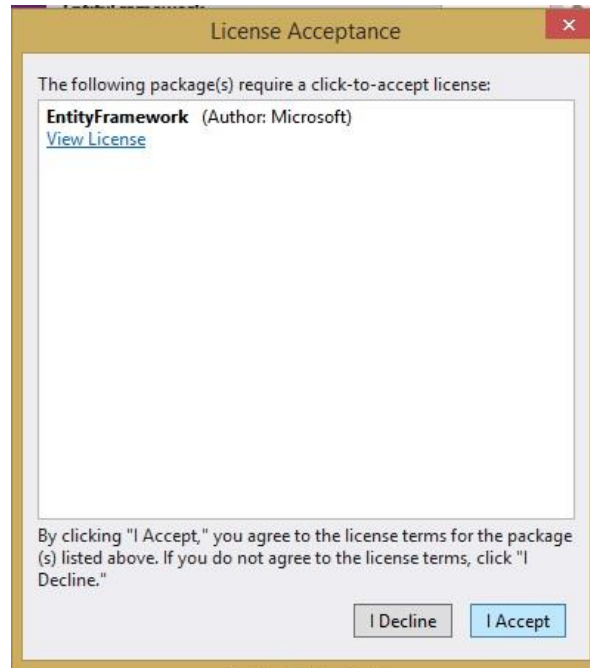 License Acceptance
The following package(s) require a click-to-accept license:
EntityFramework (Author: Microsoft)
View License
By clicking "I Accept," you agree to the license terms for the package
(s) listed above. If you do not agree to the license terms, click "I
Decline."
I Decline I Accept